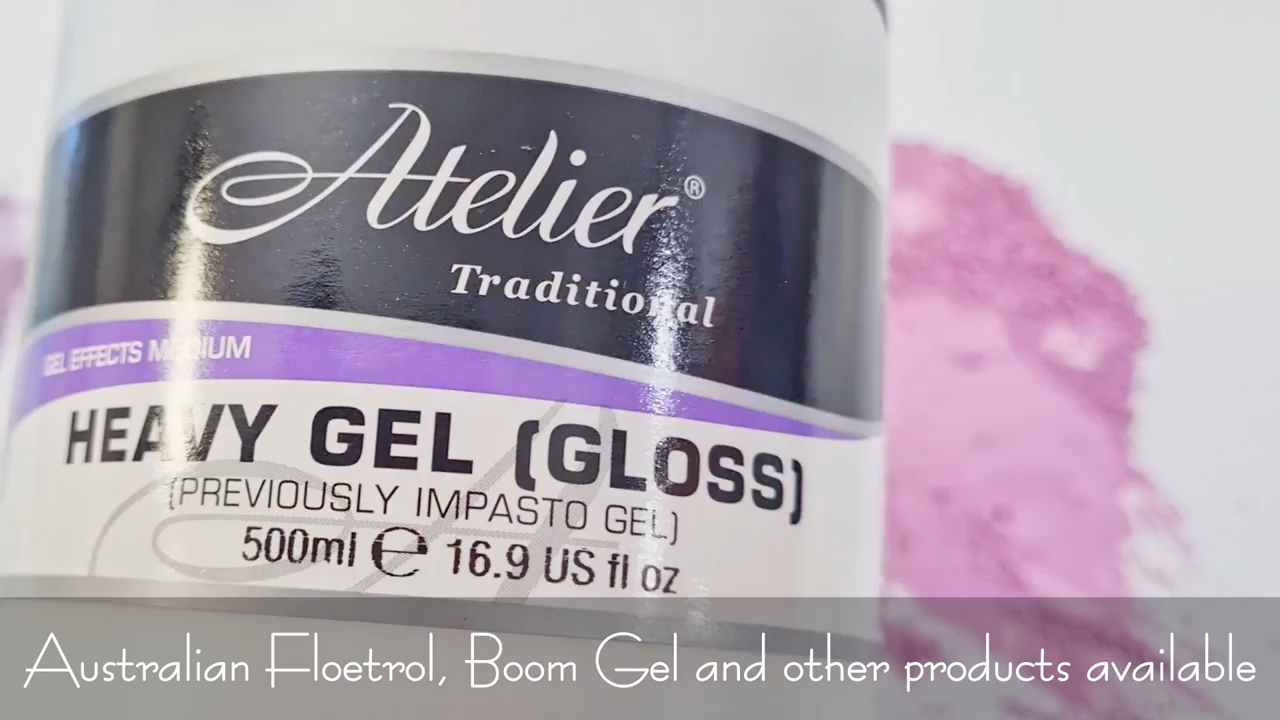 Atelier®
Traditional
GEL EFFECTS MEDIUM
HEAVY GEL (GLOSS)
(PREVIOUSLY IMPASTO GEL)
500ml ℮ 16.9 US fl oz
Australian Floetrol, Boom Gel and other products available